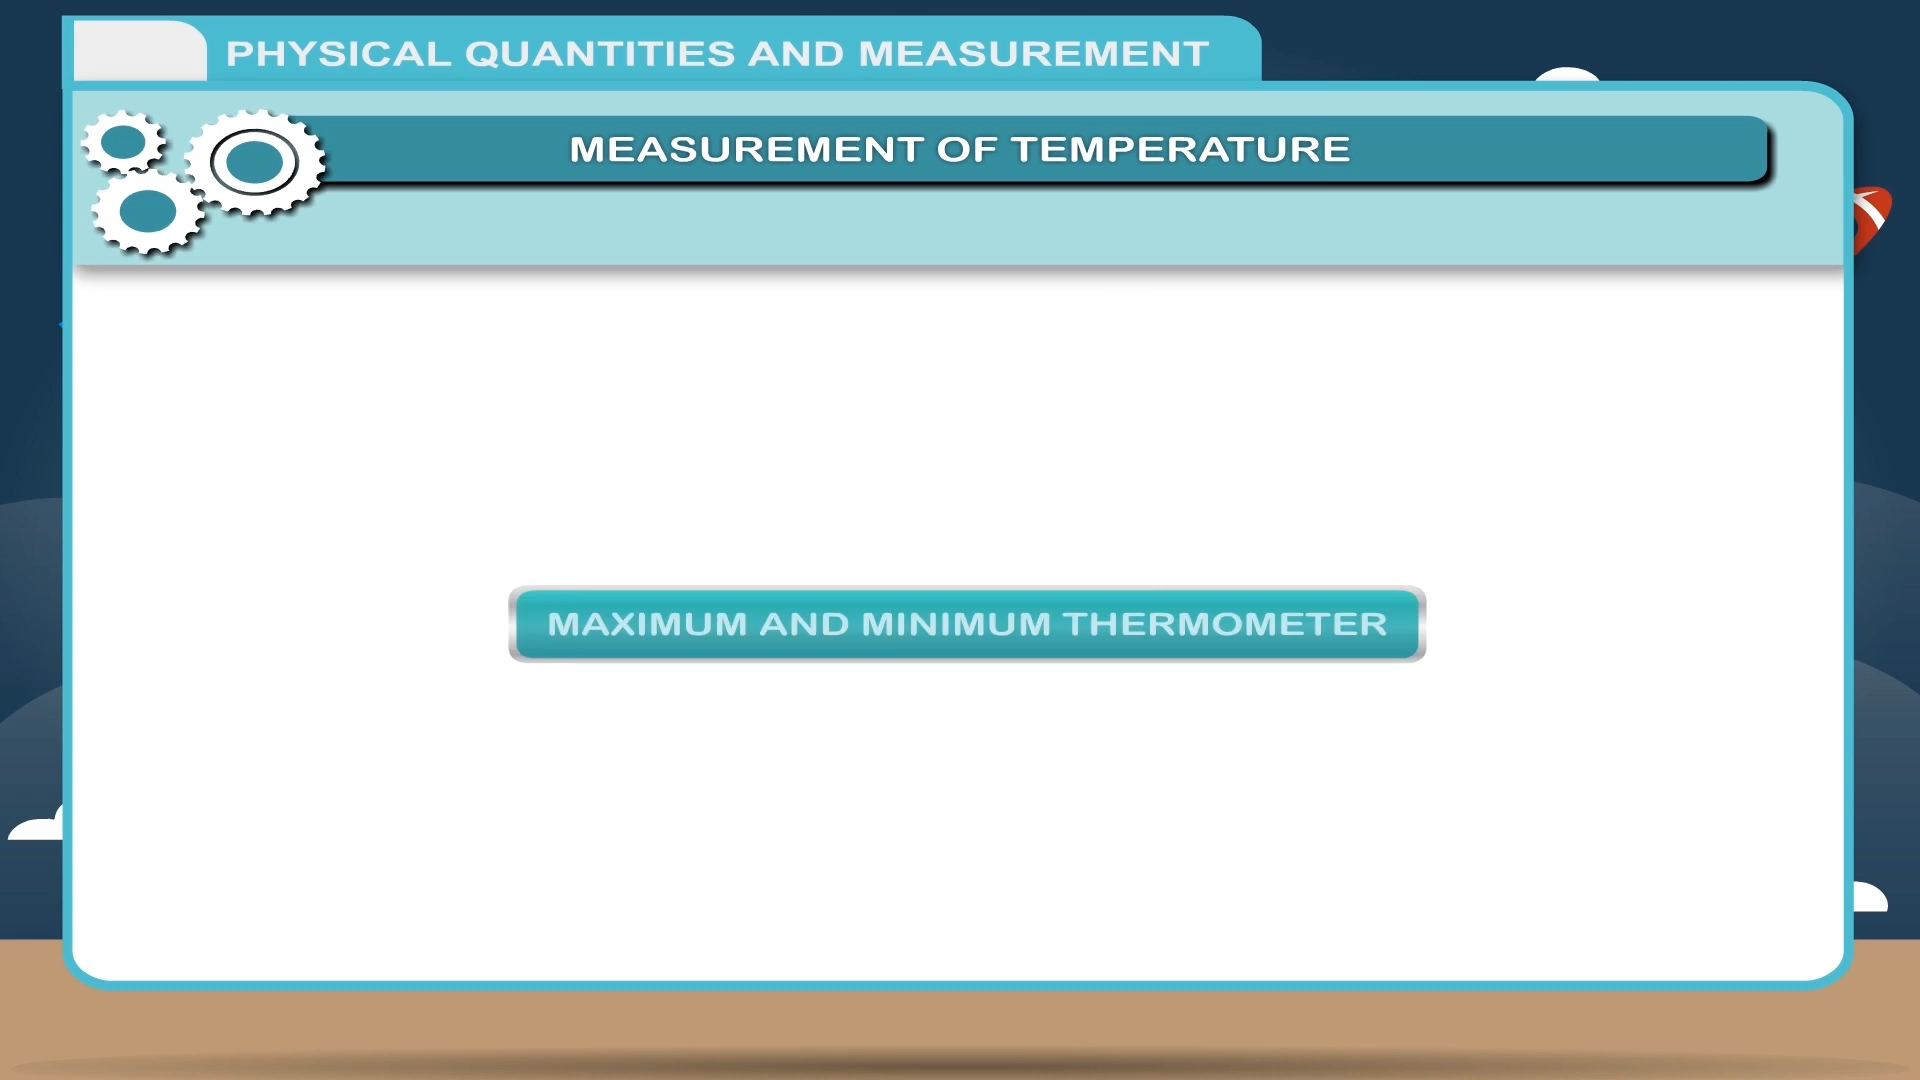 PHYSICAL QUANTITIES AND MEASUREMENT
MEASUREMENT OF TEMPERATURE
MAXIMUM AND MINIMUM THERMOMETER